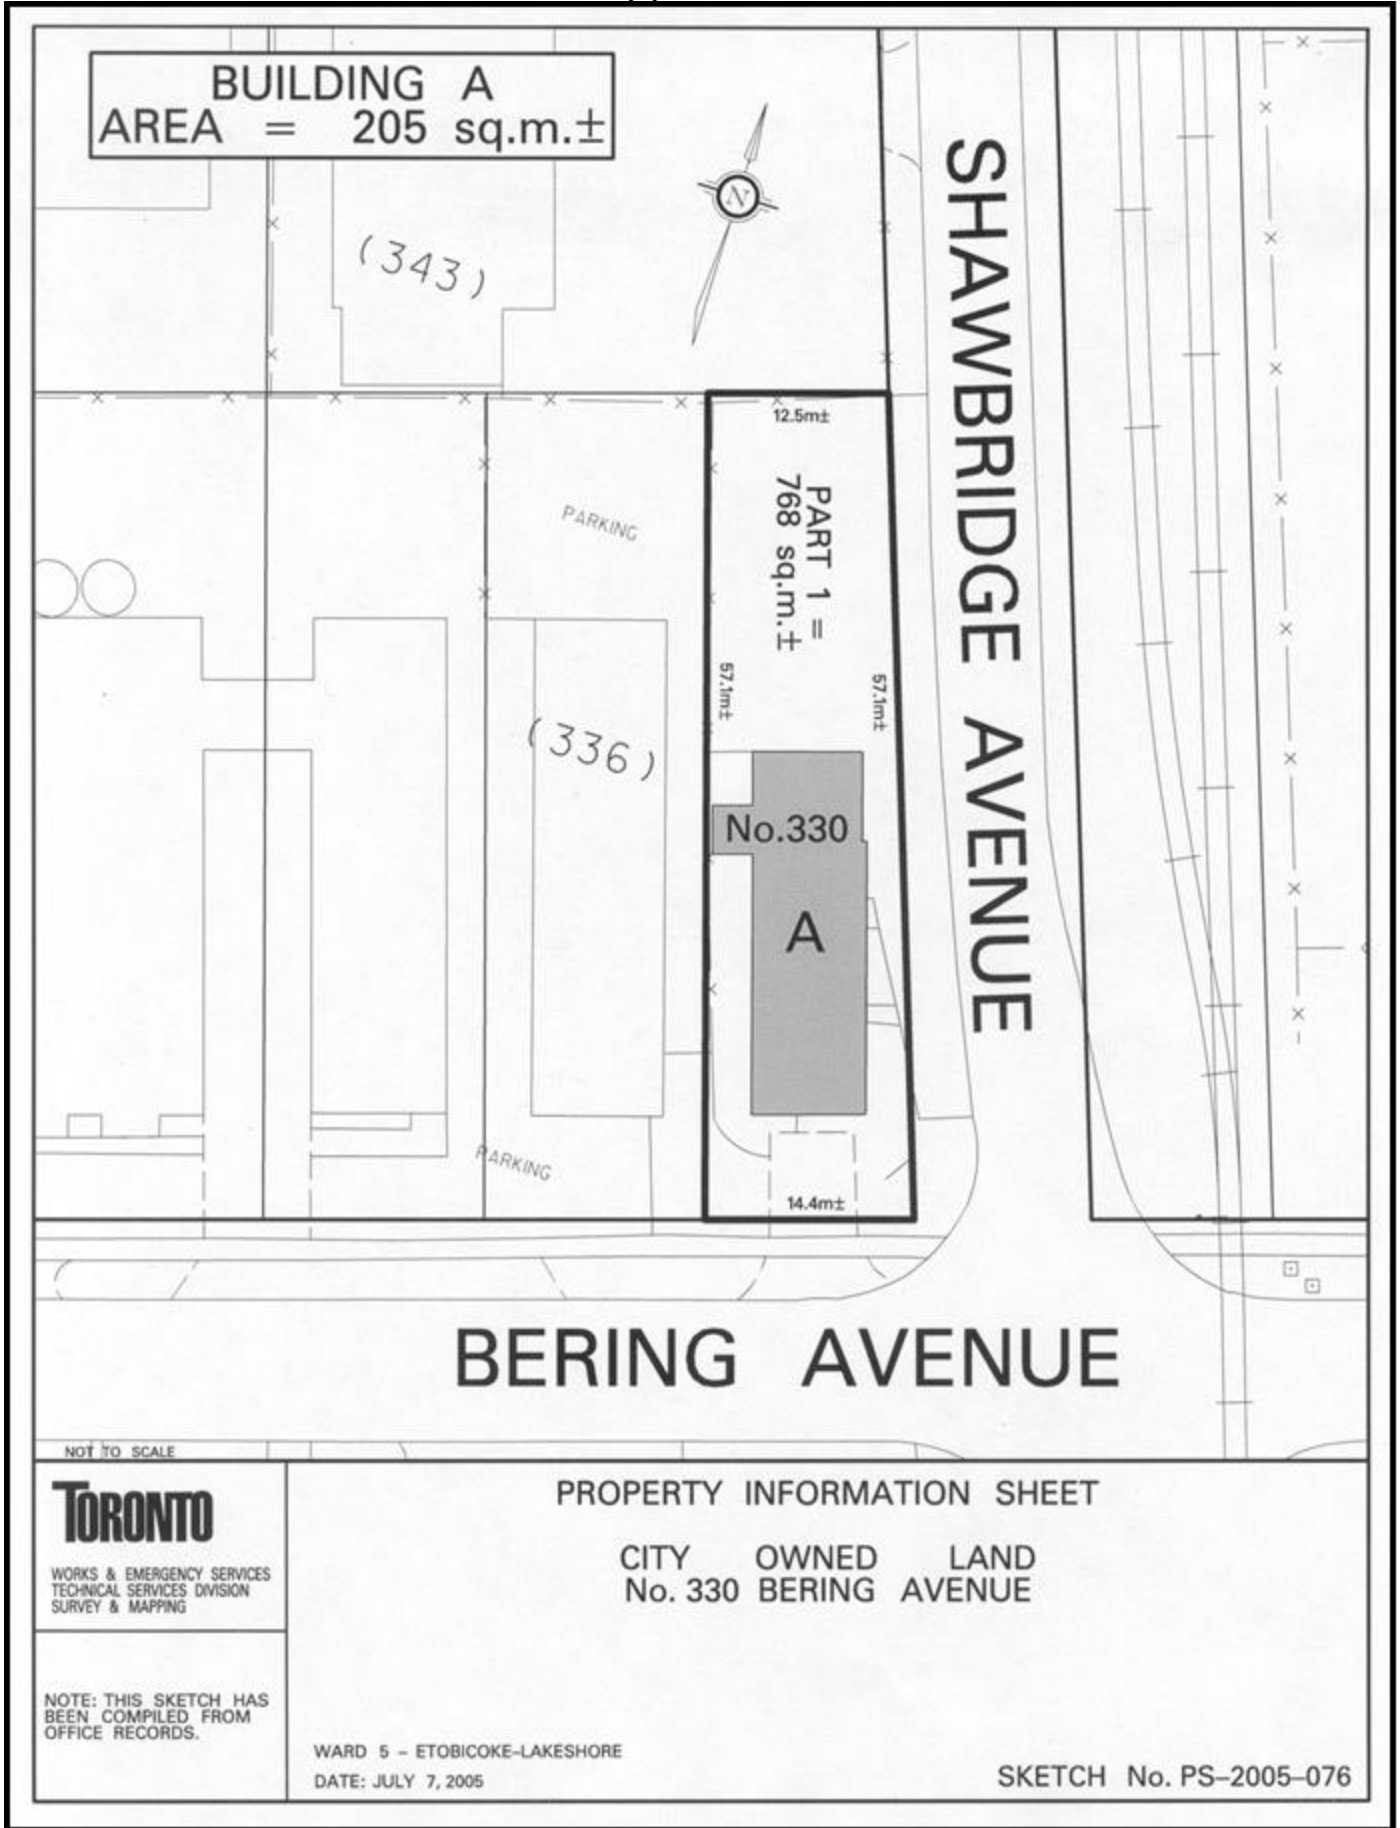 BUILDING A
AREA = 205 sq.m.±
N
(343)
SHAWBRIDGE AVENUE
12.5m±
PART 1 =
768 sq.m.±
PARKING
57.1m±
57.1m±
(336)
No.330
A
PARKING
14.4m±
BERING AVENUE
NOT TO SCALE
TORONTO
WORKS & EMERGENCY SERVICES
TECHNICAL SERVICES DIVISION
SURVEY & MAPPING
NOTE: THIS SKETCH HAS
BEEN COMPILED FROM
OFFICE RECORDS.
PROPERTY INFORMATION SHEET
CITY OWNED LAND
No. 330 BERING AVENUE
WARD 5 – ETOBICOKE–LAKESHORE
DATE: JULY 7, 2005
SKETCH No. PS–2005–076